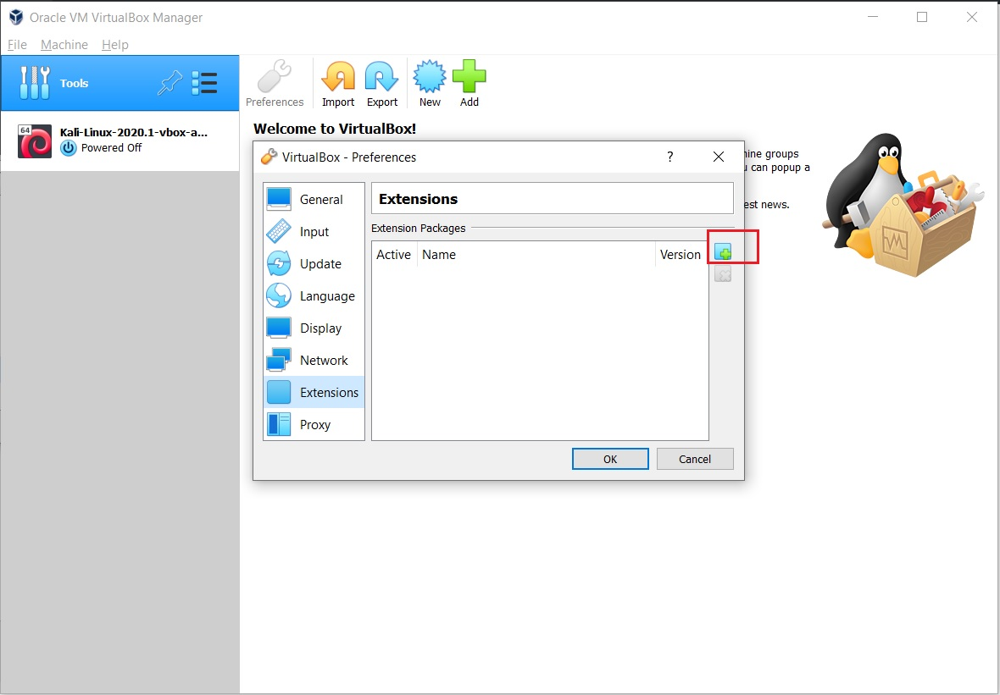 Oracle VM VirtualBox Manager
File Machine Help
Tools
Preferences Import Export New Add
64
Kali-Linux-2020.1-vbox-a...
Powered Off
Welcome to VirtualBox!
VirtualBox - Preferences ?
hine groups
can popup a
est news.
General
Input
Update
Language
Display
Network
Extensions
Proxy
Extensions
Extension Packages
Active Name Version
OK Cancel